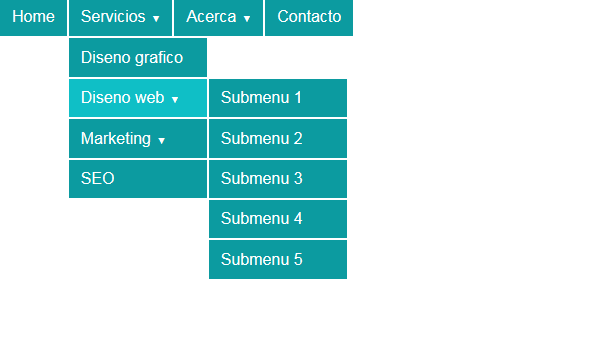 Home Servicios ▼ Acerca ▼ Contacto
Diseno grafico
Diseno web ▼ Submenu 1
Marketing ▼ Submenu 2
SEO Submenu 3
Submenu 4
Submenu 5